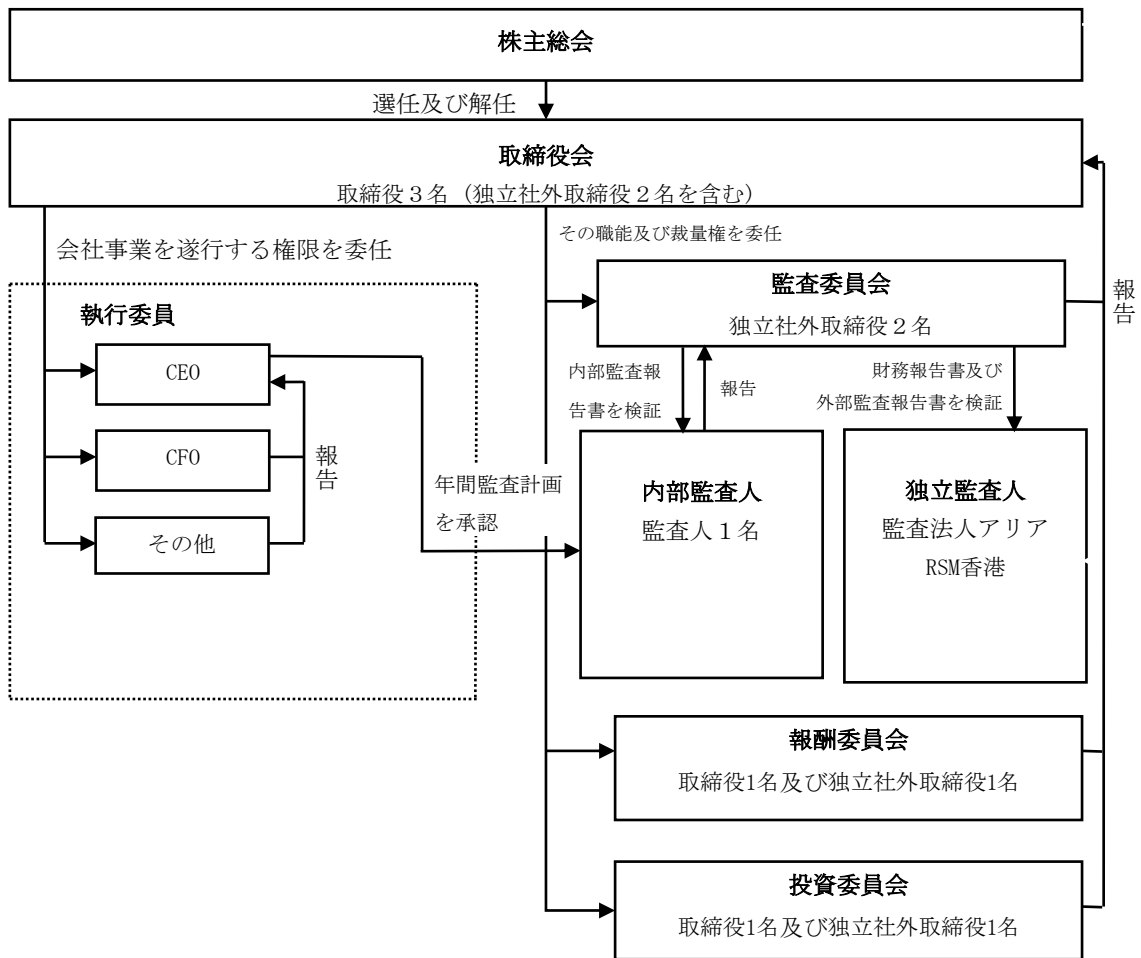 株主総会
選任及び解任
取締役会
取締役３名（独立社外取締役２名を含む）
会社事業を遂行する権限を委任
その職能及び裁量権を委任
執行委員
CEO
CFO
その他
報告
年間監査計画
を承認
監査委員会
独立社外取締役２名
内部監査報
告書を検証
報告
財務報告書及び
外部監査報告書を検証
内部監査人
監査人１名
独立監査人
監査法人アリア
RSM香港
報酬委員会
取締役1名及び独立社外取締役1名
投資委員会
取締役1名及び独立社外取締役1名
報告